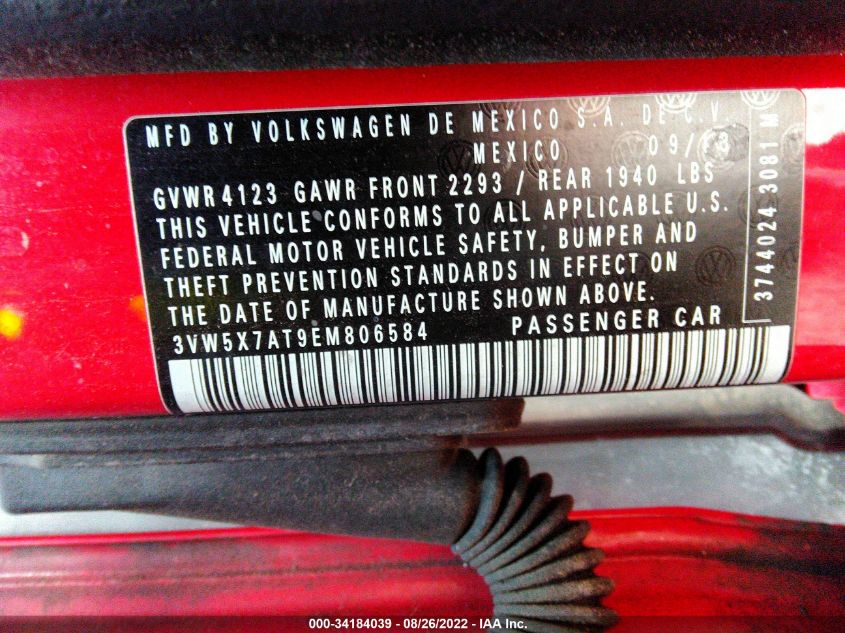 MFD BY VOLKSWAGEN DE MEXICO S.A. DE C.V.
MEXICO 09/13
GVWR 4123 GAWR FRONT 2293 / REAR 1940 LBS
THIS VEHICLE CONFORMS TO ALL APPLICABLE U.S.
FEDERAL MOTOR VEHICLE SAFETY, BUMPER AND
THEFT PREVENTION STANDARDS IN EFFECT ON
THE DATE OF MANUFACTURE SHOWN ABOVE.
3VW5X7AT9EM806584 PASSENGER CAR
3744024 3081 M
000-34184039 - 08/26/2022 - IAA Inc.